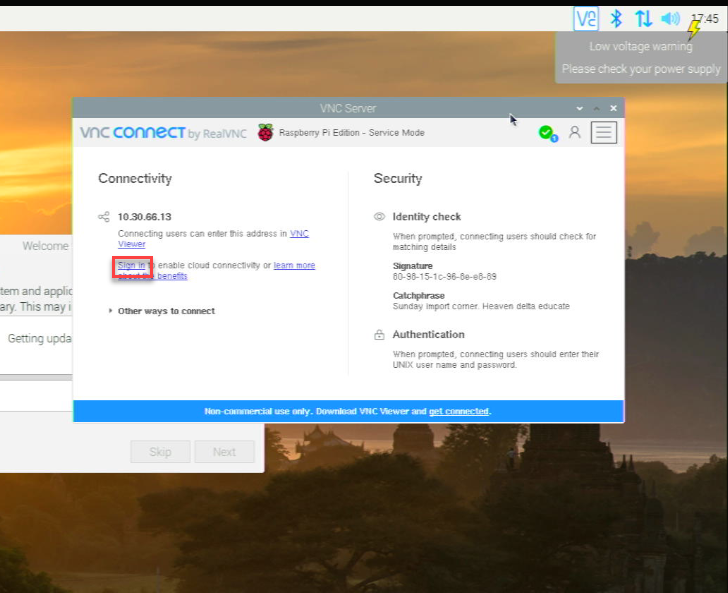 VNC
17:45
Low voltage warning
Please check your power supply
VNC Server
VNC CONNECT by RealVNC
Raspberry Pi Edition - Service Mode
1
Connectivity
10.30.66.13
Connecting users can enter this address in VNC
Viewer
Sign in to enable cloud connectivity or learn more
about the benefits
Other ways to connect
Security
Identity check
When prompted, connecting users should check for
matching details
Signature
80-98-15-1c-96-8e-e8-89
Catchphrase
Sunday import corner. Heaven delta educate
Authentication
When prompted, connecting users should enter their
UNIX user name and password.
Non-commercial use only. Download VNC Viewer and get connected.
Welcome
tem and applic
ary. This may i
Getting upda
Skip
Next